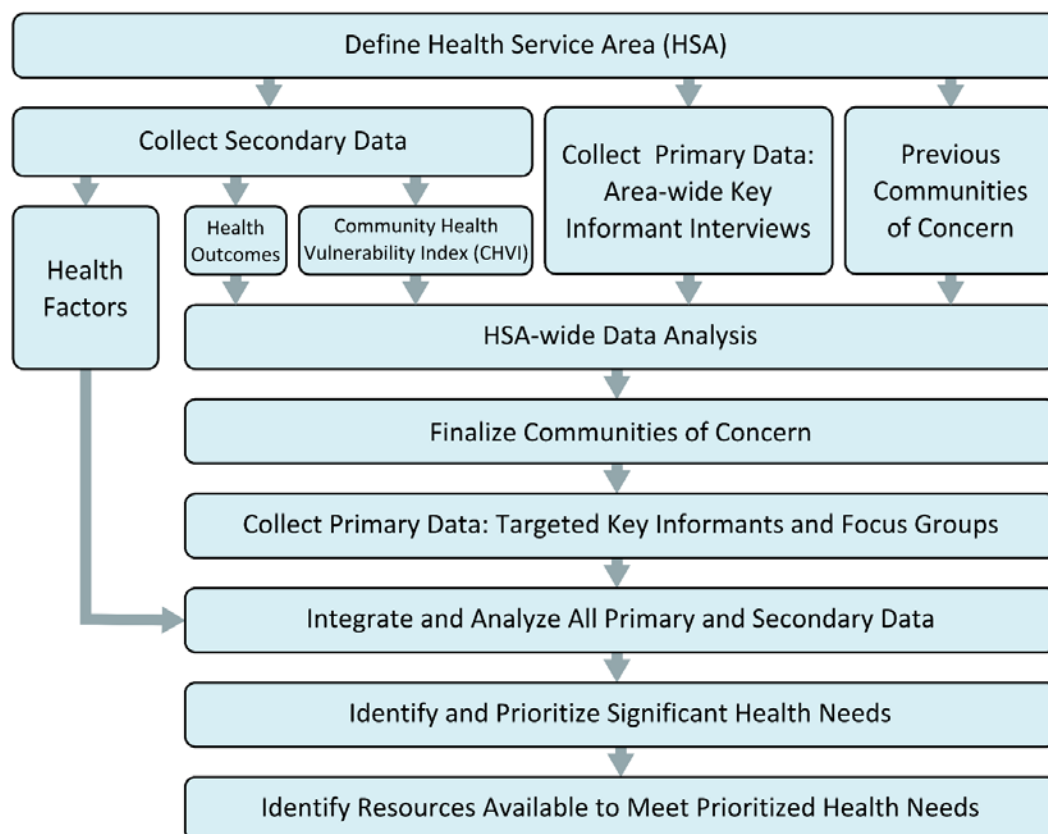 Define Health Service Area (HSA)
Collect Secondary Data
Collect Primary Data:
Area-wide Key
Informant Interviews
Previous
Communities
of Concern
Health
Factors
Health
Outcomes
Community Health
Vulnerability Index (CHVI)
HSA-wide Data Analysis
Finalize Communities of Concern
Collect Primary Data: Targeted Key Informants and Focus Groups
Integrate and Analyze All Primary and Secondary Data
Identify and Prioritize Significant Health Needs
Identify Resources Available to Meet Prioritized Health Needs